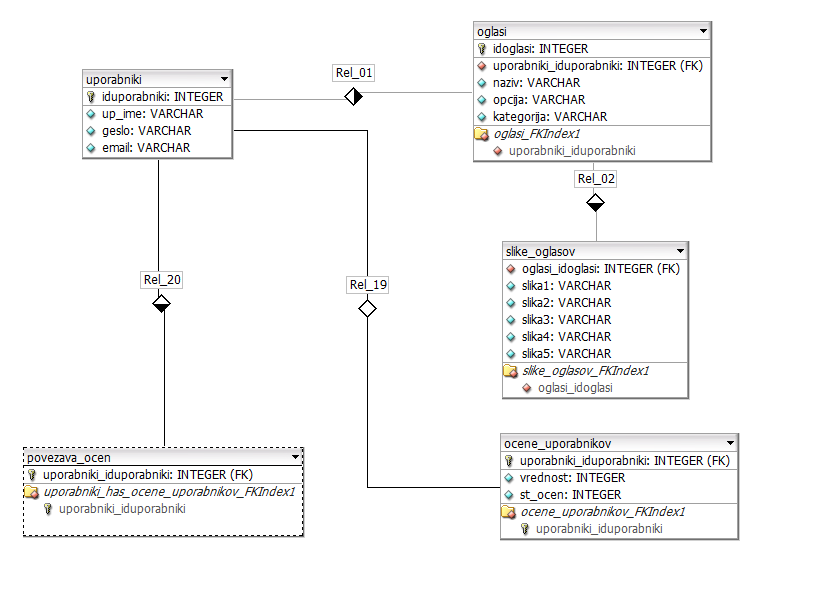 uporabniki
iduporabniki: INTEGER
up_ime: VARCHAR
geslo: VARCHAR
email: VARCHAR
Rel_01
oglasi
idoglasi: INTEGER
uporabniki_iduporabniki: INTEGER (FK)
naziv: VARCHAR
opcija: VARCHAR
kategorija: VARCHAR
oglasi_FKIndex1
uporabniki_iduporabniki
Rel_02
slike_oglasov
oglasi_idoglasi: INTEGER (FK)
slika1: VARCHAR
slika2: VARCHAR
slika3: VARCHAR
slika4: VARCHAR
slika5: VARCHAR
slike_oglasov_FKIndex1
oglasi_idoglasi
Rel_20
Rel_19
povezava_ocen
uporabniki_iduporabniki: INTEGER (FK)
uporabniki_has_ocene_uporabnikov_FKIndex1
uporabniki_iduporabniki
ocene_uporabnikov
uporabniki_iduporabniki: INTEGER (FK)
vrednost: INTEGER
st_ocen: INTEGER
ocene_uporabnikov_FKIndex1
uporabniki_iduporabniki